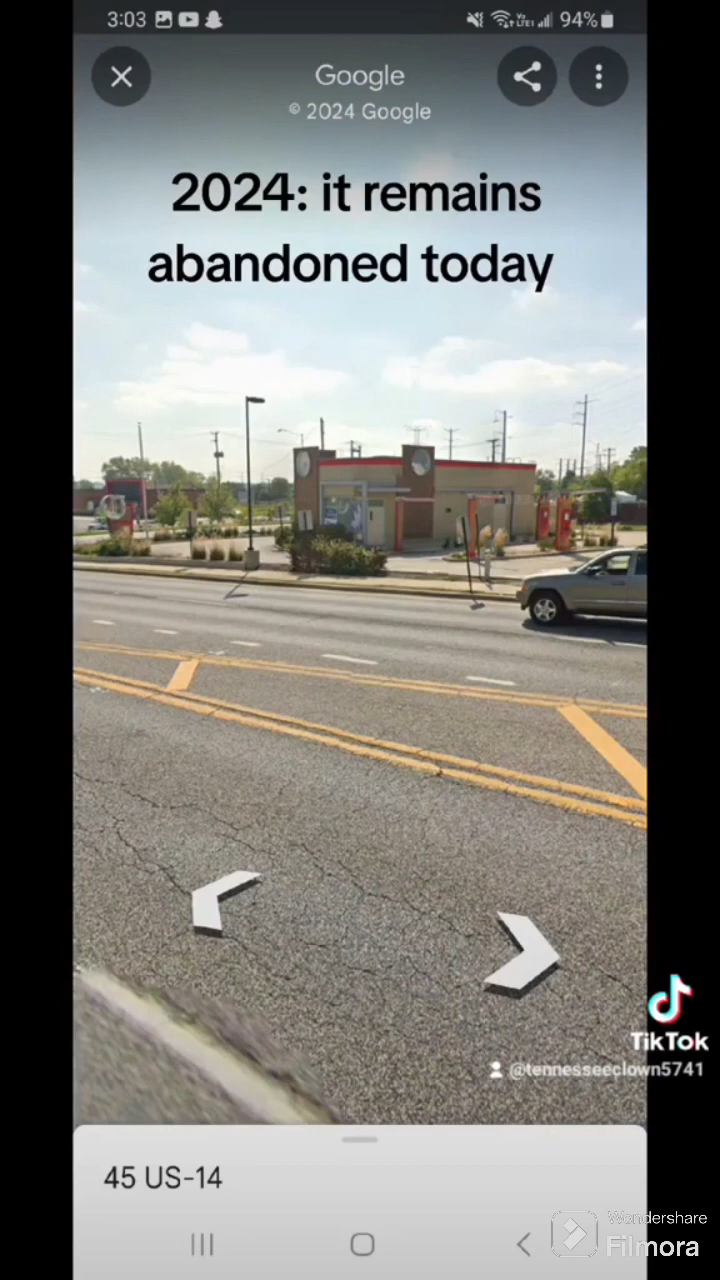 3:03
94%
Google
© 2024 Google
2024: it remains
abandoned today
TikTok
@tennesseeclown5741
45 US-14
Wondershare
Filmora